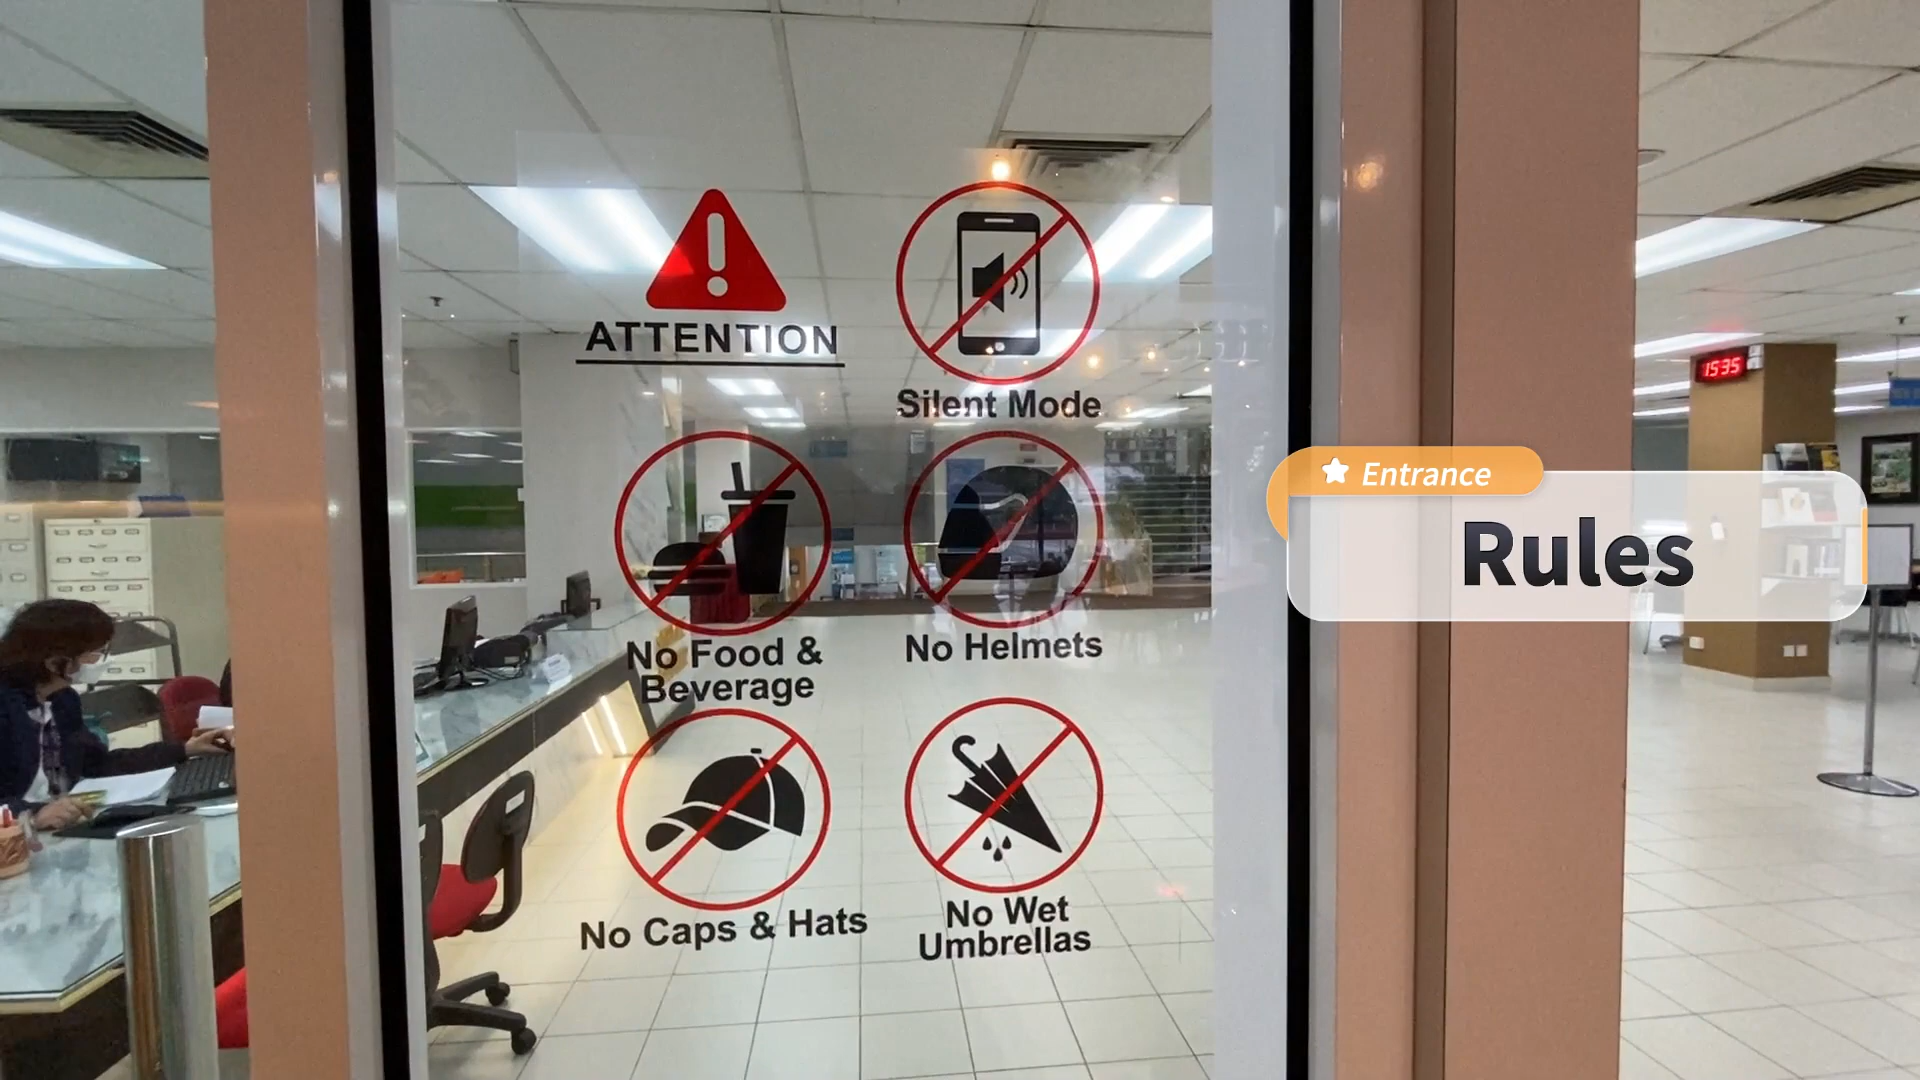 ATTENTION
Silent Mode
No Food &
Beverage
No Helmets
No Caps & Hats
No Wet
Umbrellas
15:35
Entrance
Rules